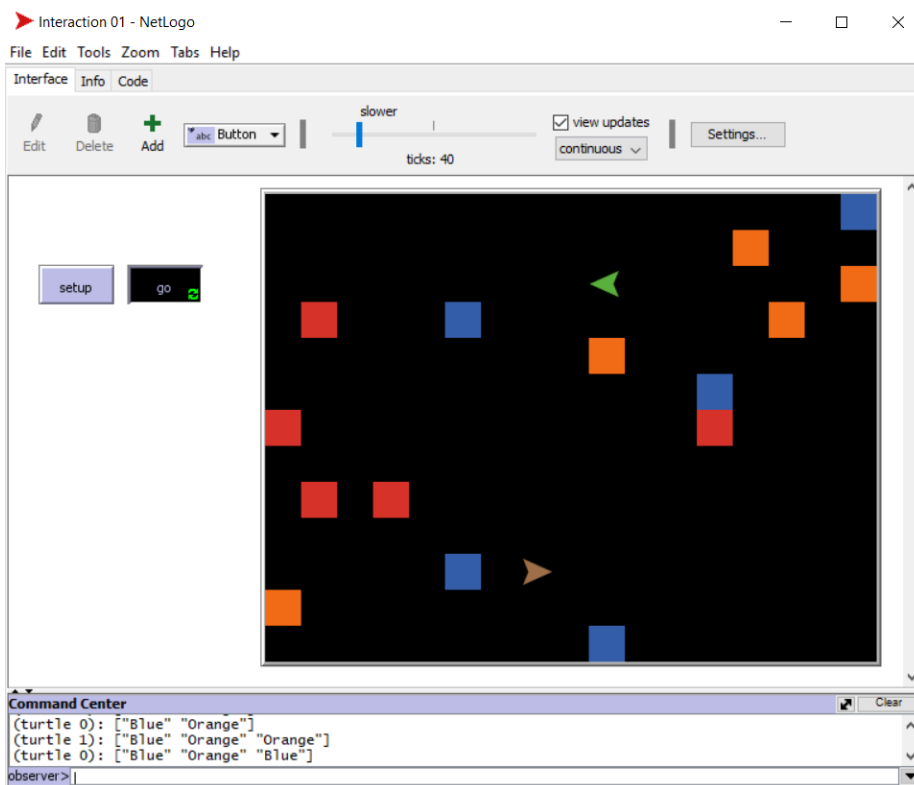 Interaction 01 - NetLogo
File Edit Tools Zoom Tabs Help
Interface Info Code
Edit Delete Add abc Button slower ticks: 40 view updates continuous Settings...
setup go
Command Center Clear
(turtle 0): ["Blue" "Orange"]
(turtle 1): ["Blue" "Orange" "Orange"]
(turtle 0): ["Blue" "Orange" "Blue"]
observer>